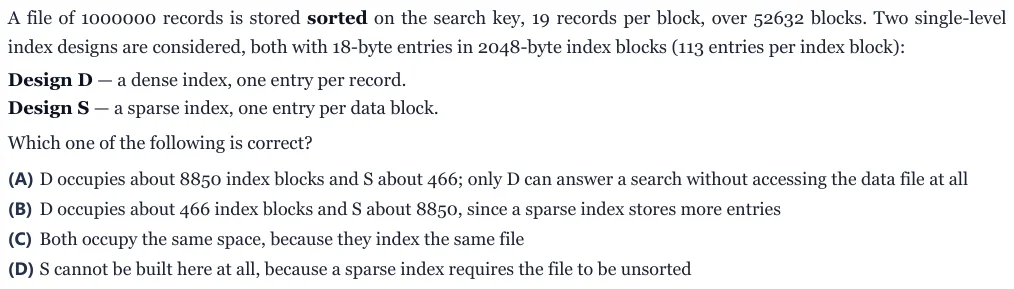 A file of 1000000 records is stored sorted on the search key, 19 records per block, over 52632 blocks. Two single-level
index designs are considered, both with 18-byte entries in 2048-byte index blocks (113 entries per index block):
Design D — a dense index, one entry per record.
Design S — a sparse index, one entry per data block.
Which one of the following is correct?
(A) D occupies about 8850 index blocks and S about 466; only D can answer a search without accessing the data file at all
(B) D occupies about 466 index blocks and S about 8850, since a sparse index stores more entries
(C) Both occupy the same space, because they index the same file
(D) S cannot be built here at all, because a sparse index requires the file to be unsorted